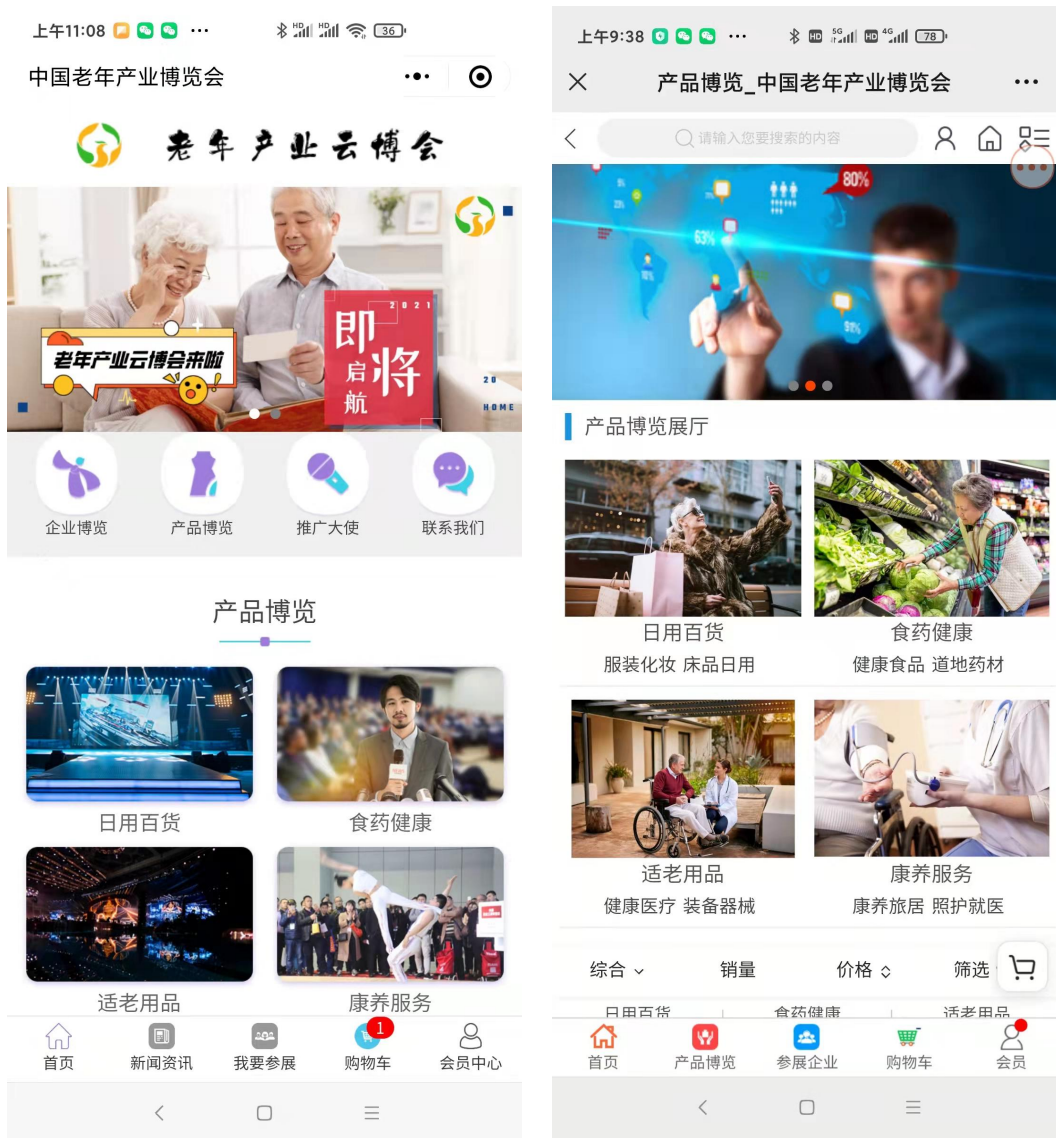 上午11:08
36
中国老年产业博览会
老年产业云博会
2021
即将
启航
老年产业云博会来啦
20
HOME
企业博览 产品博览 推广大使 联系我们
产品博览
日用百货 食药健康
适老用品 康养服务
1
首页 新闻资讯 我要参展 购物车 会员中心
上午9:38
HD 5G HD 4G 78
产品博览_中国老年产业博览会
请输入您要搜索的内容
80%
63%
91%
产品博览展厅
日用百货 食药健康
服装化妆 床品日用 健康食品 道地药材
适老用品 康养服务
健康医疗 装备器械 康养旅居 照护就医
综合 销量 价格 筛选
日用百货 食药健康 适老用品
首页 产品博览 参展企业 购物车 会员